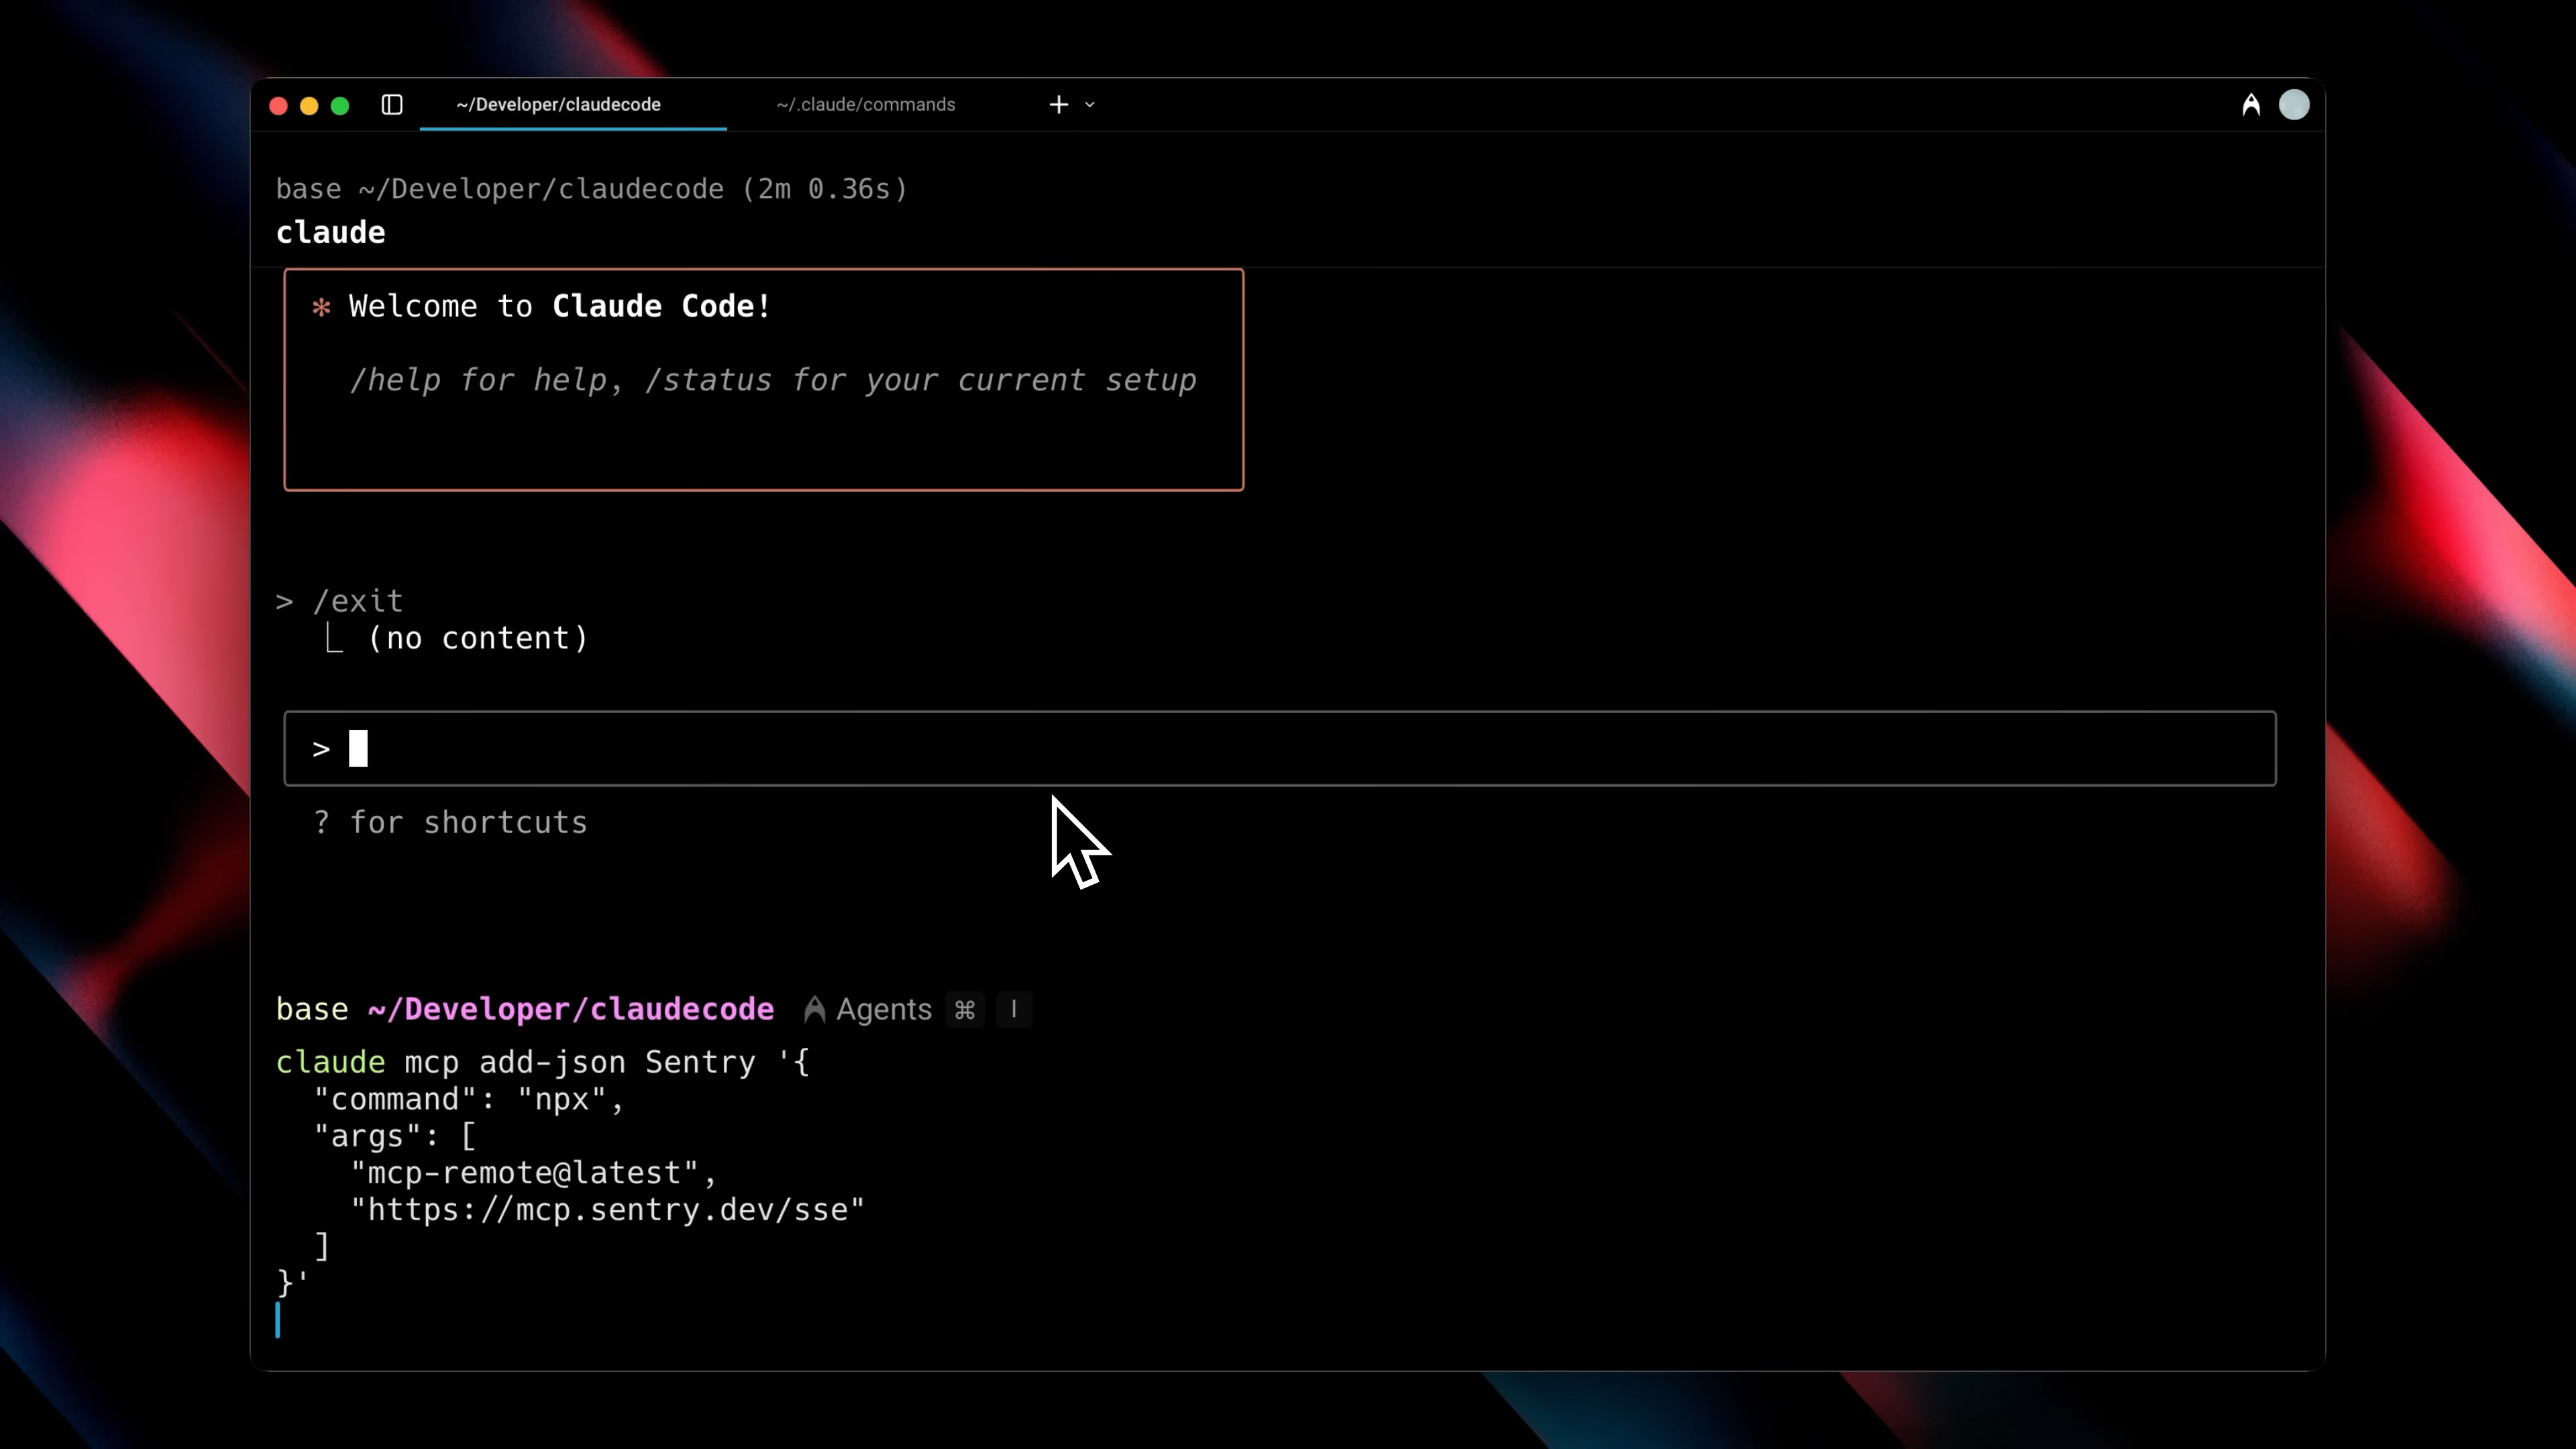 ~/Developer/claudecode
~/.claude/commands
base ~/Developer/claudecode (2m 0.36s)
claude
✻ Welcome to Claude Code!
/help for help, /status for your current setup
> /exit
⎿ (no content)
>
? for shortcuts
base ~/Developer/claudecode Agents ⌘ I
claude mcp add-json Sentry '{
  "command": "npx",
  "args": [
    "mcp-remote@latest",
    "https://mcp.sentry.dev/sse"
  ]
}'